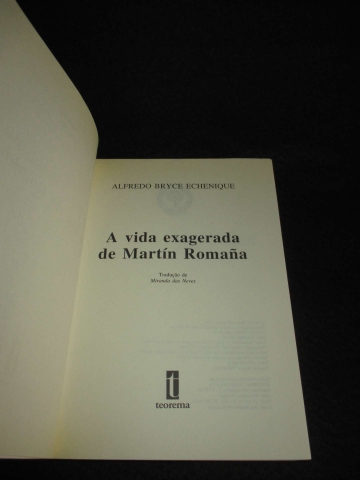 ALFREDO BRYCE ECHENIQUE
A vida exagerada
de Martín Romaña
Tradução de
Miranda das Neves
t
teorema